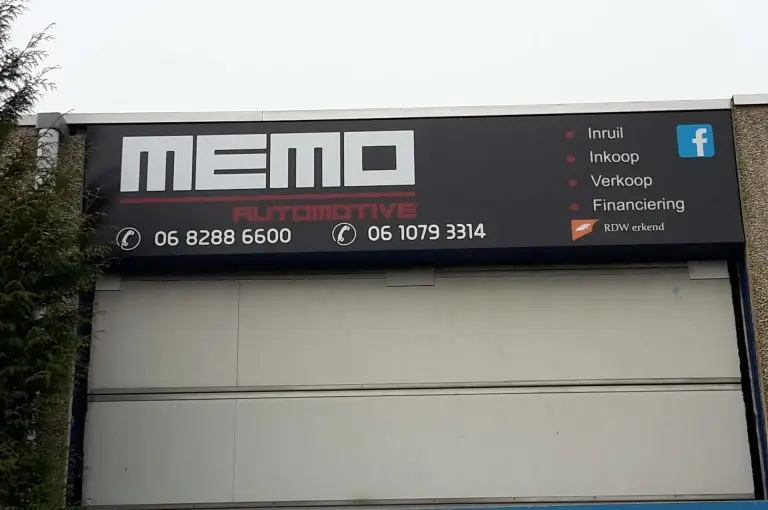 MEMO
AUTOMOTIVE
06 8288 6600
06 1079 3314
Inruil
Inkoop
Verkoop
Financiering
RDW erkend
f